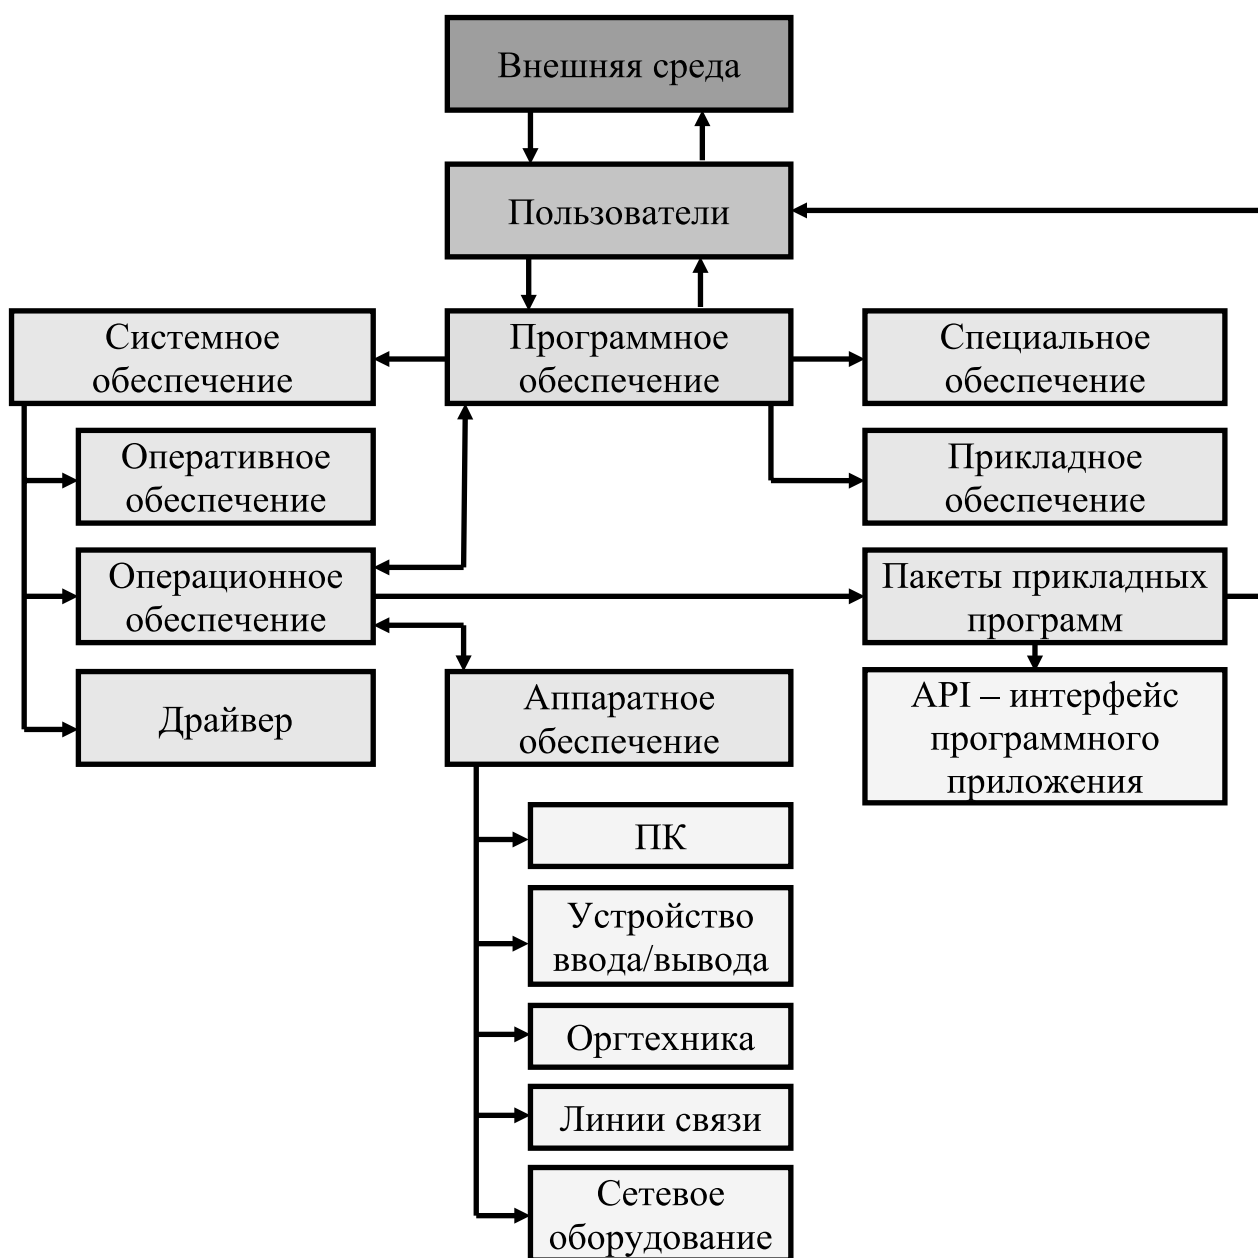 Внешняя среда
Пользователи
Системное
обеспечение
Программное
обеспечение
Специальное
обеспечение
Оперативное
обеспечение
Прикладное
обеспечение
Операционное
обеспечение
Пакеты прикладных
программ
Драйвер
Аппаратное
обеспечение
API – интерфейс
программного
приложения
ПК
Устройство
ввода/вывода
Оргтехника
Линии связи
Сетевое
оборудование